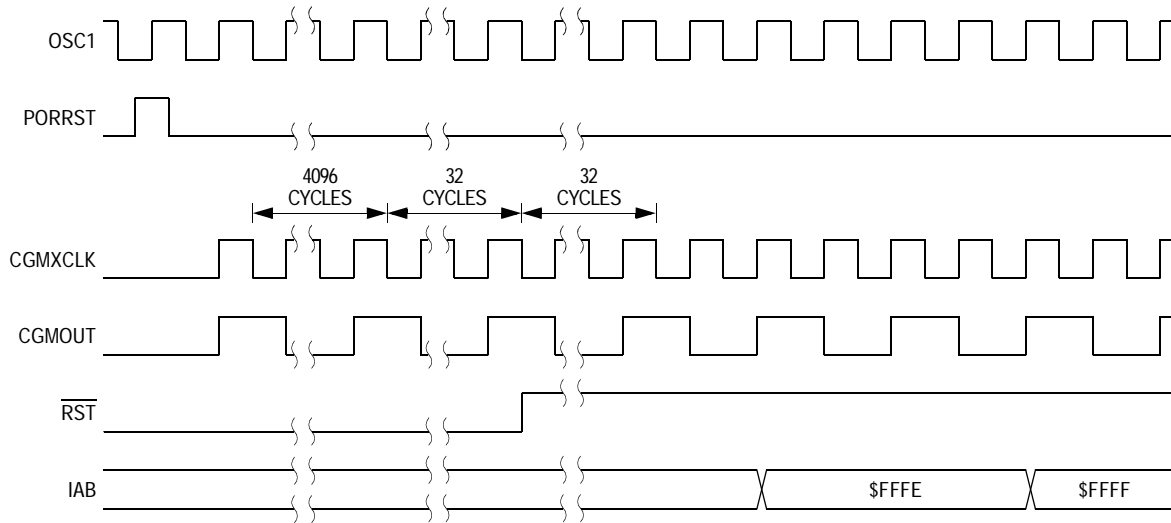 OSC1
PORRST
4096
CYCLES
32
CYCLES
32
CYCLES
CGMXCLK
CGMOUT
RST
IAB
$FFFE
$FFFF